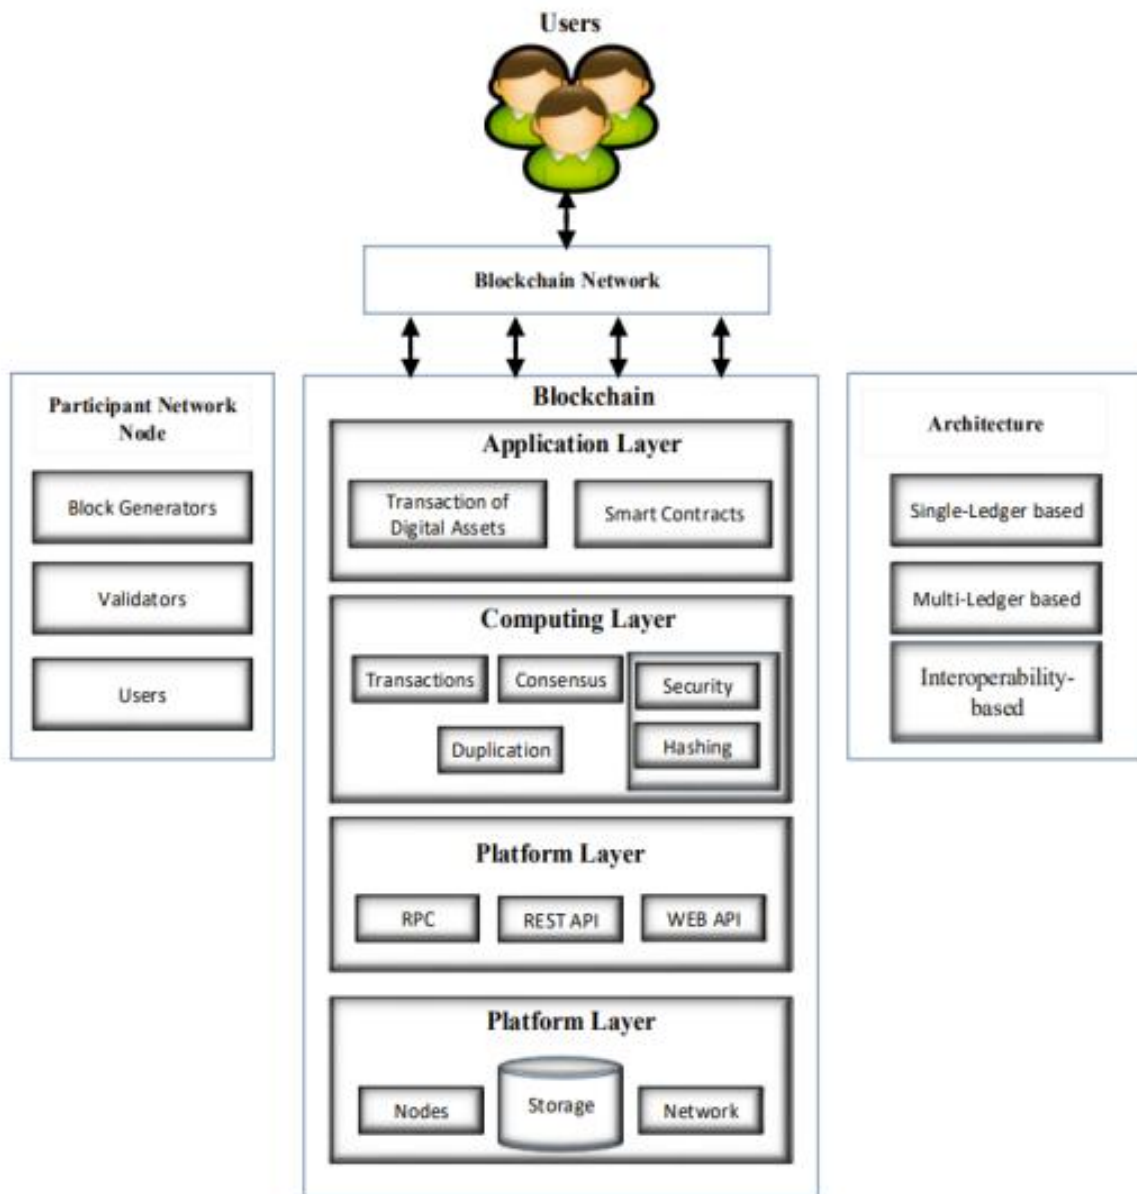 Users
Blockchain Network
Participant Network
Node
Block Generators
Validators
Users
Blockchain
Application Layer
Transaction of
Digital Assets
Smart Contracts
Computing Layer
Transactions
Consensus
Security
Duplication
Hashing
Platform Layer
RPC
REST API
WEB API
Platform Layer
Nodes
Storage
Network
Architecture
Single-Ledger based
Multi-Ledger based
Interoperability-
based